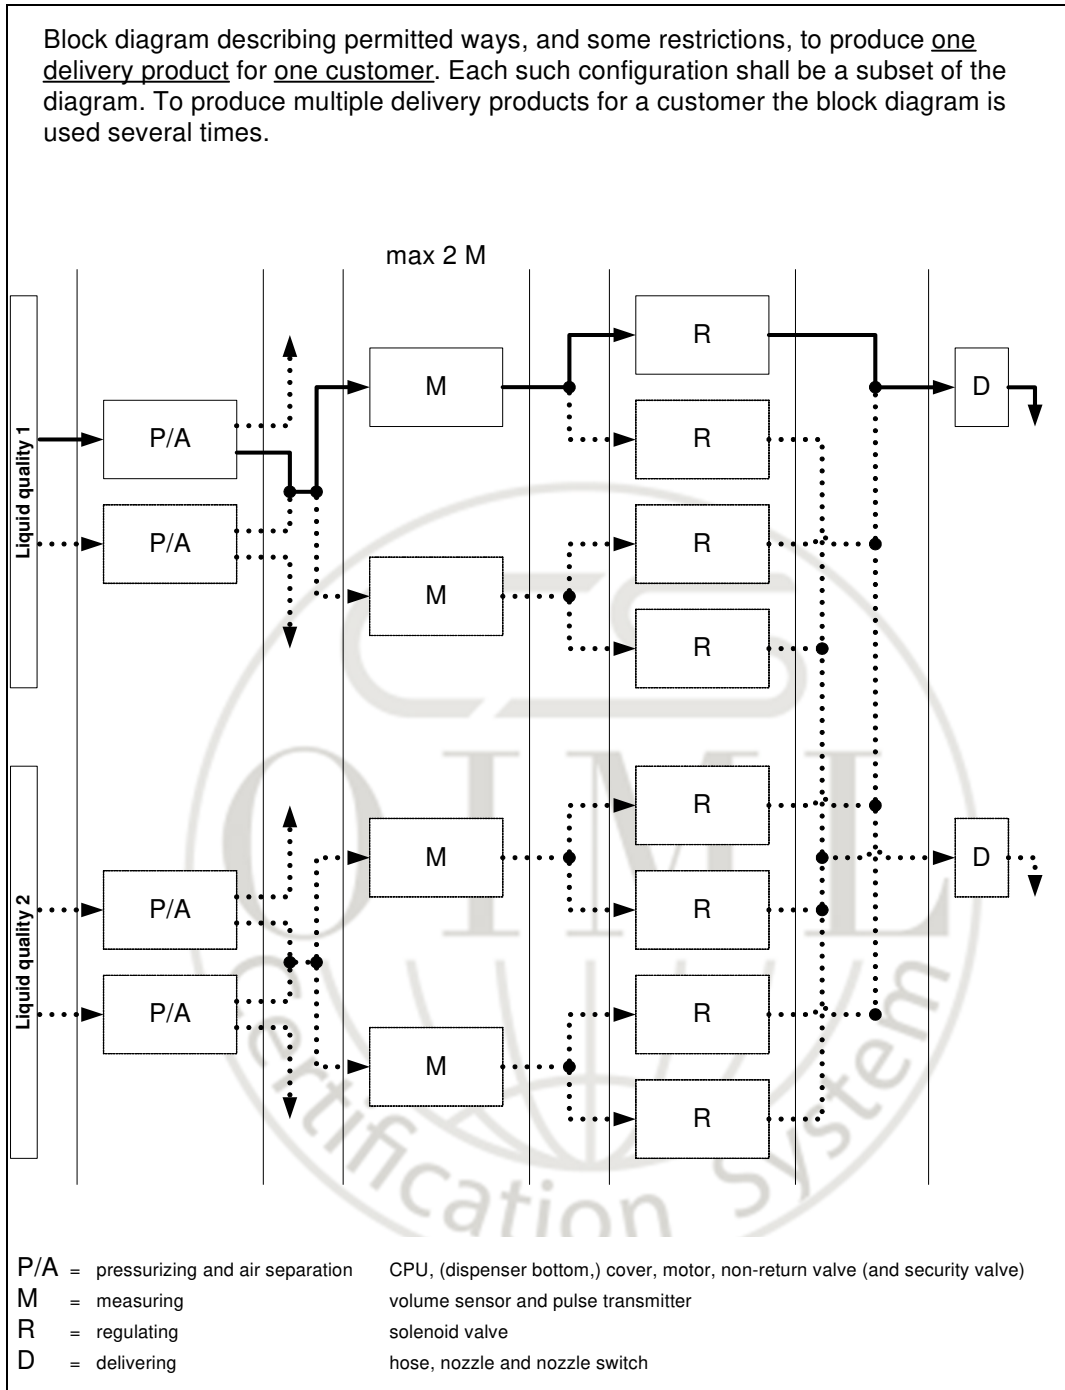 Block diagram describing permitted ways, and some restrictions, to produce one
delivery product for one customer. Each such configuration shall be a subset of the
diagram. To produce multiple delivery products for a customer the block diagram is
used several times.
max 2 M
Liquid quality 1
P/A
P/A
M
M
R
R
R
R
D
Liquid quality 2
P/A
P/A
M
M
R
R
R
R
D
OIML
Certification System
P/A = pressurizing and air separation CPU, (dispenser bottom,) cover, motor, non-return valve (and security valve)
M = measuring volume sensor and pulse transmitter
R = regulating solenoid valve
D = delivering hose, nozzle and nozzle switch